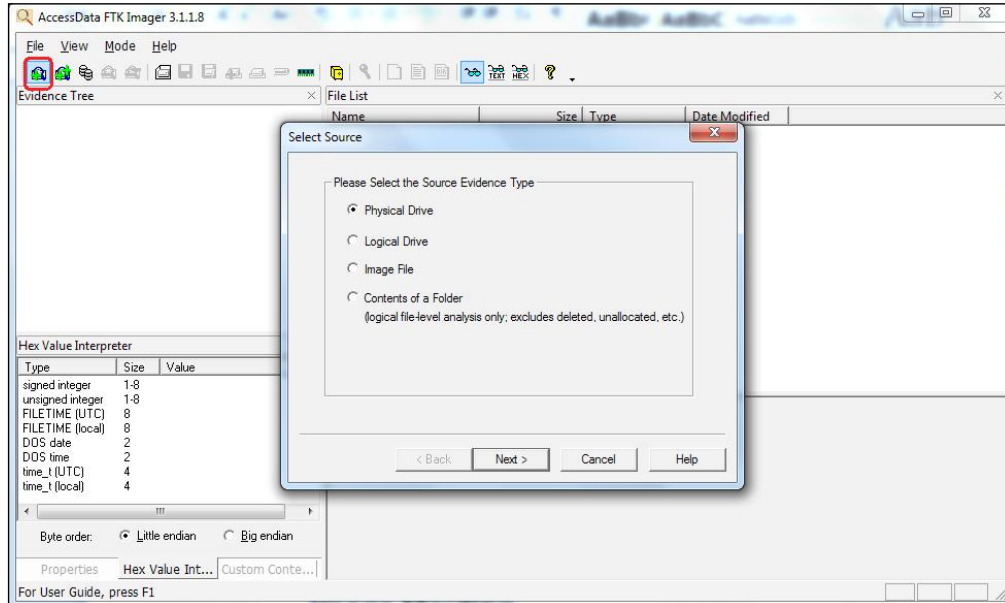 AccessData FTK Imager 3.1.1.8
File View Mode Help
TEXT HEX
Evidence Tree
File List
Name Size Type Date Modified
Select Source
Please Select the Source Evidence Type
Physical Drive
Logical Drive
Image File
Contents of a Folder
(logical file-level analysis only; excludes deleted, unallocated, etc.)
< Back Next > Cancel Help
Hex Value Interpreter
Type Size Value
signed integer 1-8
unsigned integer 1-8
FILETIME (UTC) 8
FILETIME (local) 8
DOS date 2
DOS time 2
time_t (UTC) 4
time_t (local) 4
Byte order: Little endian Big endian
Properties Hex Value Int... Custom Conte...
For User Guide, press F1